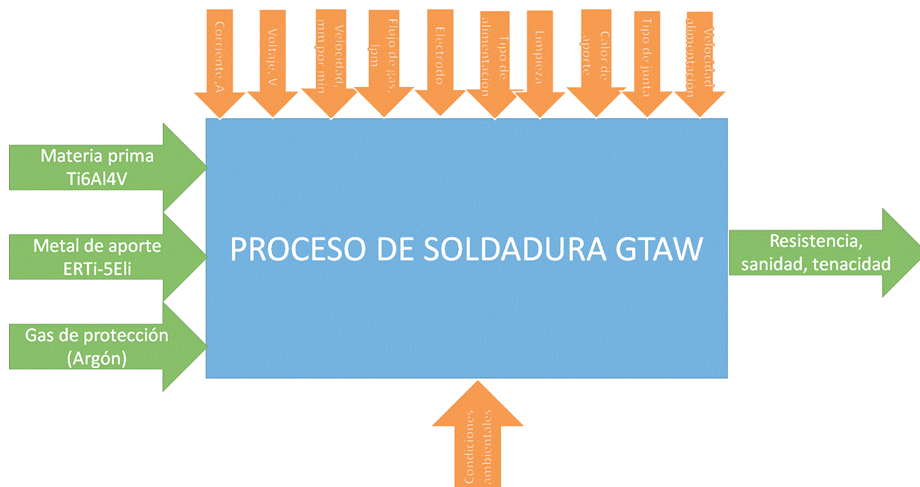 Corriente ,A
Voltaje, V
Velocidad,
mm por min
Flujo de gas,
lpm
Electrodo
Tipo de
alimentación
Limpieza
Calor de
aporte
Tipo de junta
Velocidad
alimentación
Materia prima
Ti6Al4V
Metal de aporte
ERTi-5Eli
Gas de protección
(Argón)
PROCESO DE SOLDADURA GTAW
Resistencia,
sanidad, tenacidad
Condiciones
ambientales